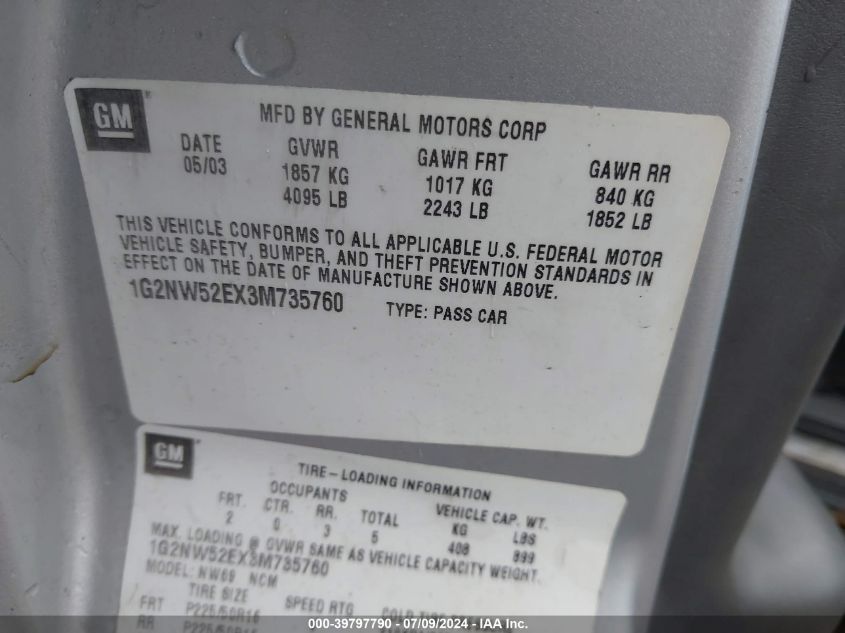 GM
MFD BY GENERAL MOTORS CORP
DATE GVWR GAWR FRT GAWR RR
05/03 1857 KG 1017 KG 840 KG
4095 LB 2243 LB 1852 LB
THIS VEHICLE CONFORMS TO ALL APPLICABLE U.S. FEDERAL MOTOR
VEHICLE SAFETY, BUMPER, AND THEFT PREVENTION STANDARDS IN
EFFECT ON THE DATE OF MANUFACTURE SHOWN ABOVE.
1G2NW52EX3M735760 TYPE: PASS CAR
GM
TIRE-LOADING INFORMATION
OCCUPANTS VEHICLE CAP. WT.
FRT. CTR. RR. TOTAL KG LBS
2 0 3 5 408 899
MAX. LOADING @ GVWR SAME AS VEHICLE CAPACITY WEIGHT.
1G2NW52EX3M735760
MODEL: NW69 NCM
TIRE SIZE SPEED RTG
FRT P225/50R16
RR
000-39797790 - 07/09/2024 - IAA Inc.